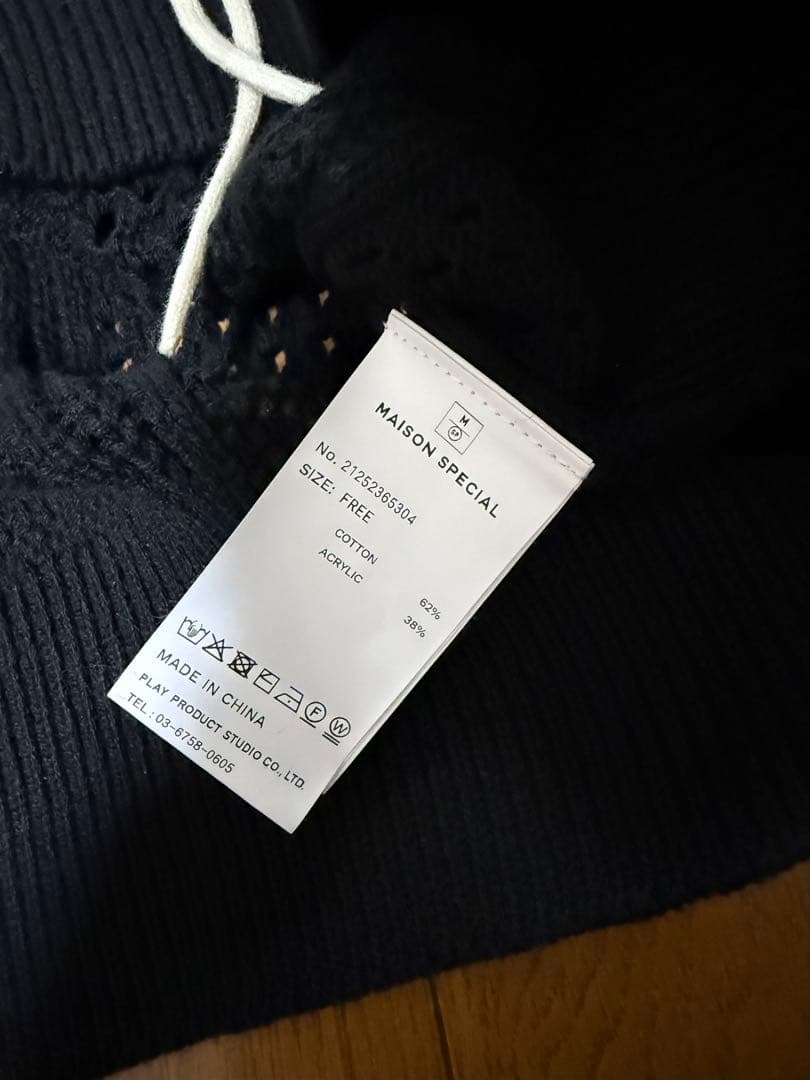 M
SP
MAISON SPECIAL
No. 21252365304
SIZE: FREE
COTTON 62%
ACRYLIC 38%
F W
MADE IN CHINA
PLAY PRODUCT STUDIO CO., LTD.
TEL : 03-6758-0605